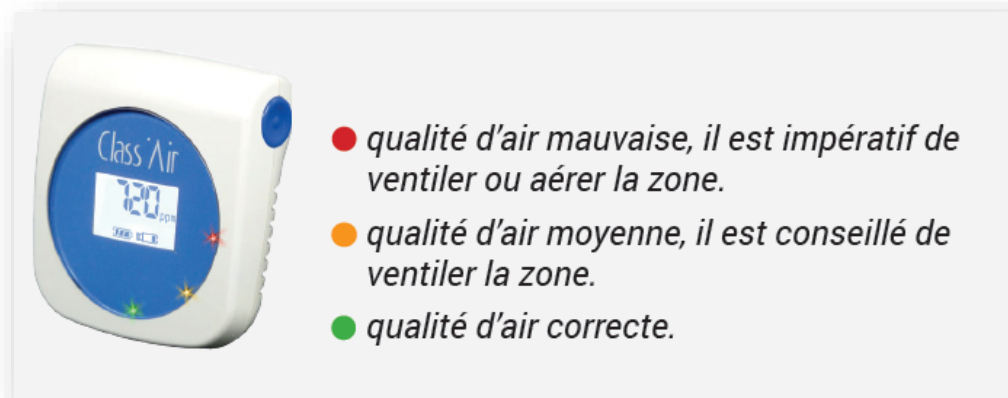 Class'Air
720 ppm
qualité d'air mauvaise, il est impératif de
ventiler ou aérer la zone.
qualité d'air moyenne, il est conseillé de
ventiler la zone.
qualité d'air correcte.